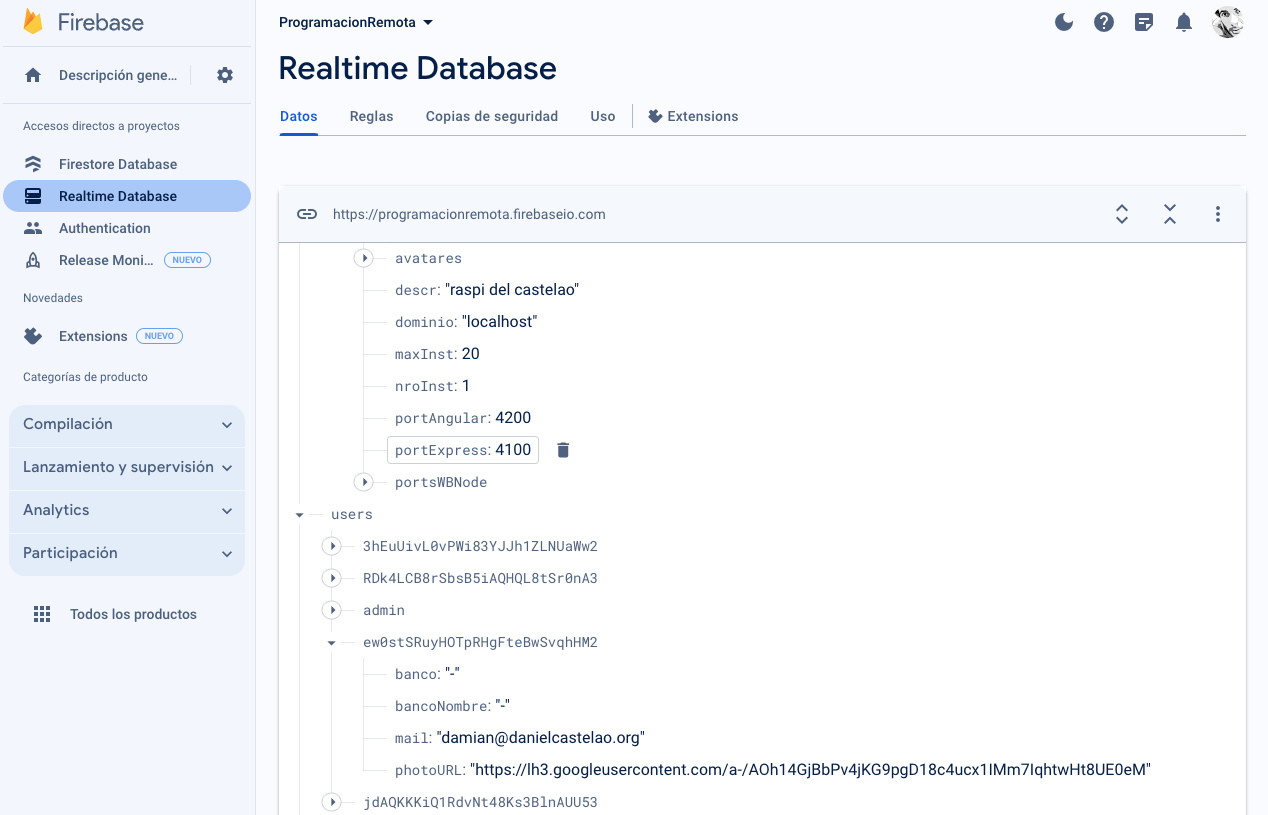 Firebase
Descripción gene...
Accesos directos a proyectos
Firestore Database
Realtime Database
Authentication
Release Moni... NUEVO
Novedades
Extensions NUEVO
Categorías de producto
Compilación
Lanzamiento y supervisión
Analytics
Participación
Todos los productos
ProgramacionRemota
Realtime Database
Datos Reglas Copias de seguridad Uso Extensions
https://programacionremota.firebaseio.com
avatares
descr: "raspi del castelao"
dominio: "localhost"
maxInst: 20
nroInst: 1
portAngular: 4200
portExpress: 4100
portsWBNode
users
3hEuUivL0vPWi83YJJh1ZLNUaWw2
RDk4LCB8rSbsB5iAQHQL8tSr0nA3
admin
ew0stSRuyHOTpRHgFteBwSvqhHM2
banco: "-"
bancoNombre: "-"
mail: "damian@danielcastelao.org"
photoURL: "https://lh3.googleusercontent.com/a-/AOh14GjBbPv4jKG9pgD18c4ucx1IMm7IqhtwHt8UE0eM"
jdAQKKKiQ1RdvNt48Ks3BlnAUU53